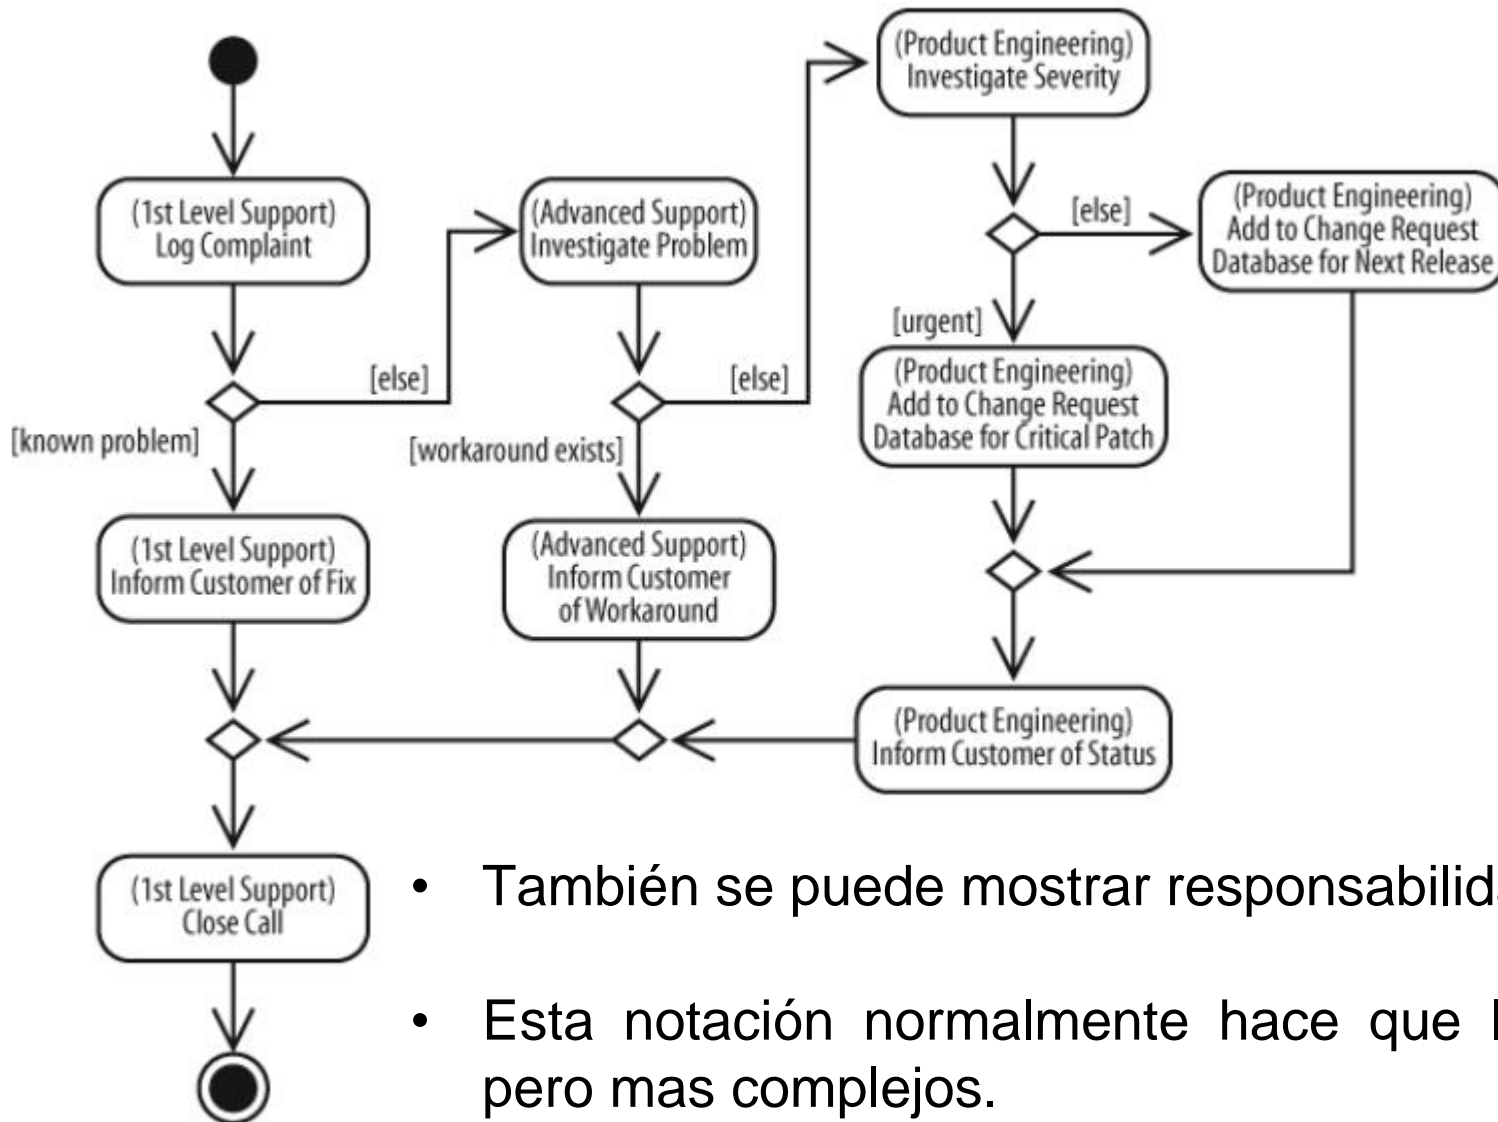 (Product Engineering)
Investigate Severity
(1st Level Support)
Log Complaint
(Advanced Support)
Investigate Problem
[else]
(Product Engineering)
Add to Change Request
Database for Next Release
[urgent]
(Product Engineering)
Add to Change Request
Database for Critical Patch
[else]
[else]
[known problem]
[workaround exists]
(1st Level Support)
Inform Customer of Fix
(Advanced Support)
Inform Customer
of Workaround
(Product Engineering)
Inform Customer of Status
(1st Level Support)
Close Call
• También se puede mostrar
• Esta notación normalmente hace que
pero mas complejos.